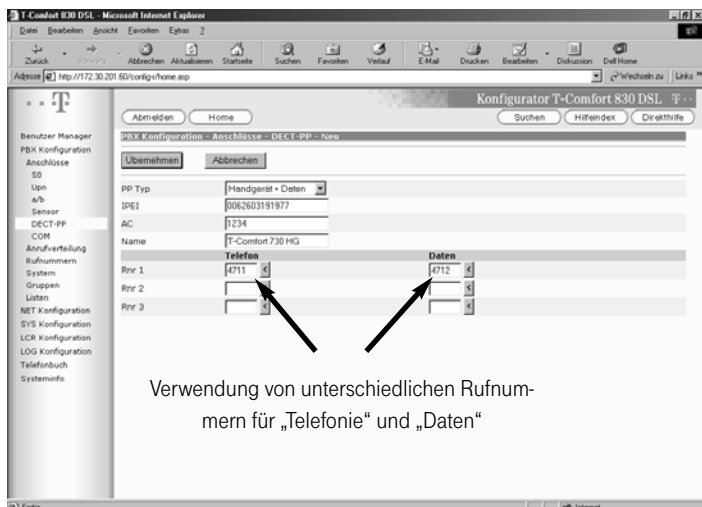 T-Comfort 830 DSL - Microsoft Internet Explorer
Datei Bearbeiten Ansicht Favoriten Extras ?
Zurück Vorwärts Abbrechen Aktualisieren Startseite Suchen Favoriten Verlauf E-Mail Drucken Bearbeiten Diskussion Dell Home
Adresse http://172.30.201.60/config/home.asp Wechseln zu Links »
T
Konfigurator T-Comfort 830 DSL T
Abmelden Home Suchen Hilfeindex Direkthilfe
PBX Konfiguration - Anschlüsse - DECT-PP - Neu
Übernehmen Abbrechen
Benutzer Manager
PBX Konfiguration
Anschlüsse
S0
Upn
a/b
Sensor
DECT-PP
COM
Anrufverteilung
Rufnummern
System
Gruppen
Listen
NET Konfiguration
SYS Konfiguration
LCR Konfiguration
LOG Konfiguration
Telefonbuch
Systeminfo
PP Typ Handgerät + Daten
IPEI 0062603191977
AC 1234
Name T-Comfort 730 HG
Telefon Daten
Rnr 1 4711 < 4712 <
Rnr 2 < <
Rnr 3 < <
Verwendung von unterschiedlichen Rufnum-
mern für „Telefonie“ und „Daten“